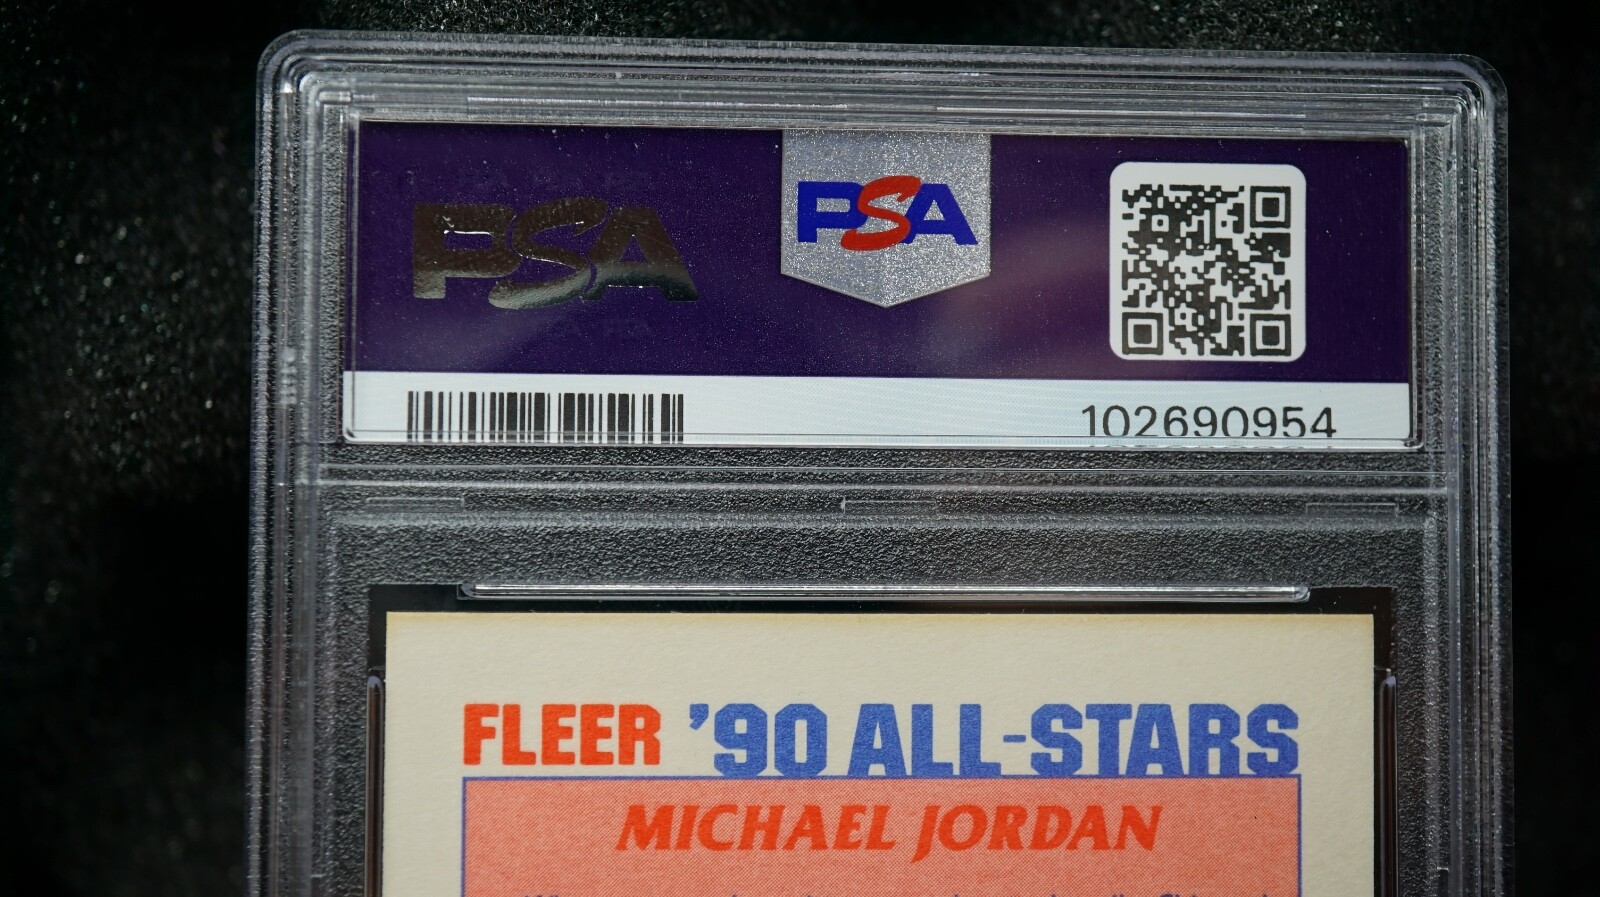 PSA
PSA
102690954
FLEER '90 ALL-STARS
MICHAEL JORDAN